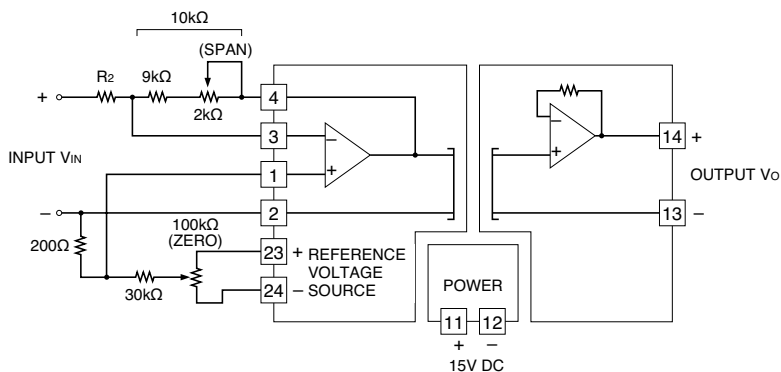 10kΩ
(SPAN)
R2 9kΩ
2kΩ
+
4
3
1
2
− +
INPUT VIN
−
200Ω
100kΩ
(ZERO)
30kΩ
23
24
+ REFERENCE
VOLTAGE
− SOURCE
POWER
11 12
+ −
15V DC
− +
14 +
OUTPUT VO
13 −